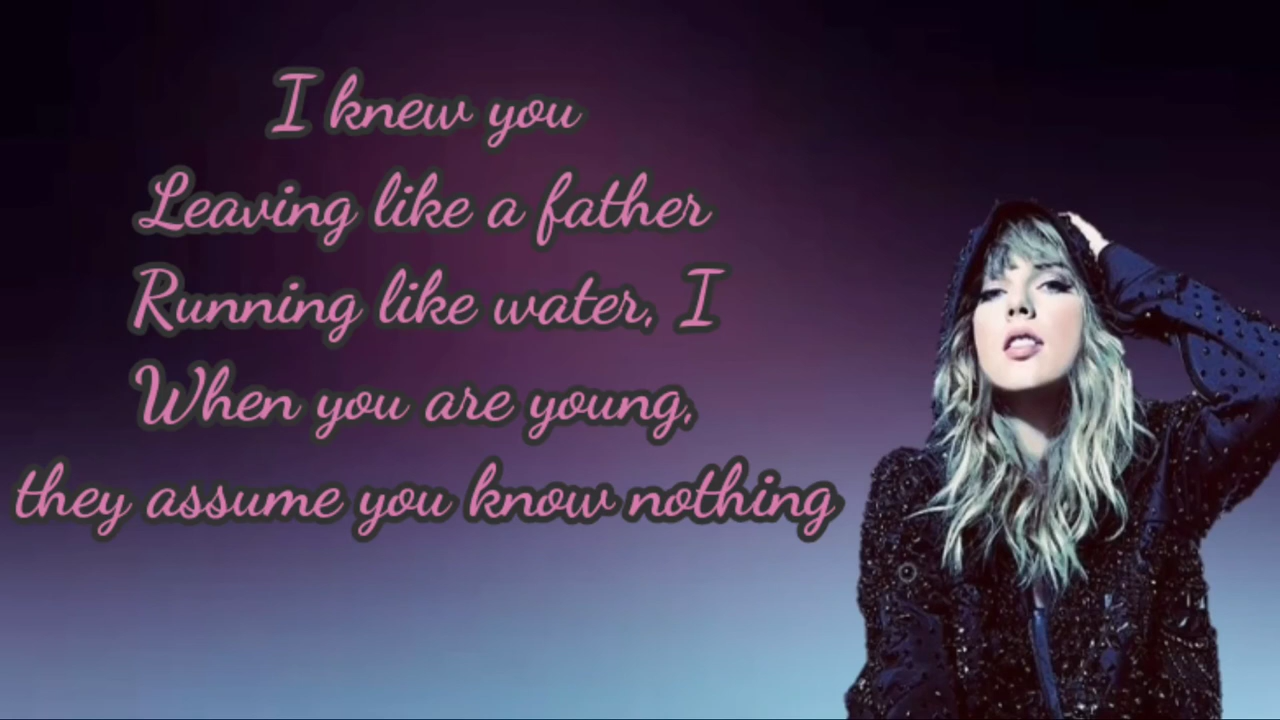 I knew you
Leaving like a father
Running like water, I
When you are young,
they assume you know nothing